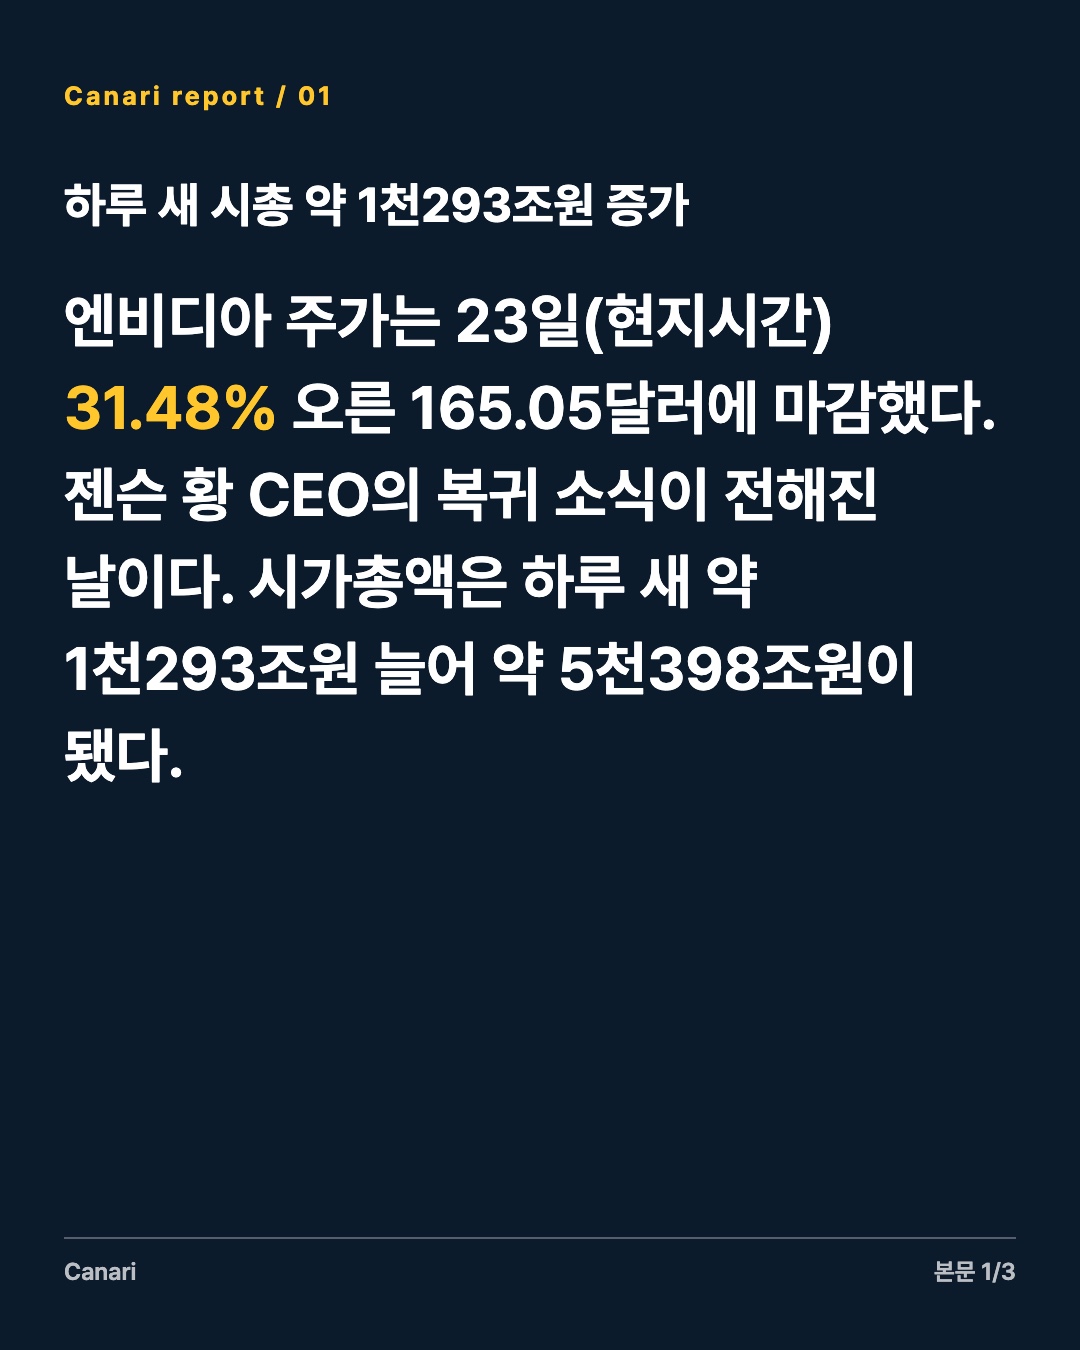 Canari report / 01
하루 새 시총 약 1천293조원 증가
엔비디아 주가는 23일(현지시간)
31.48% 오른 165.05달러에 마감했다.
젠슨 황 CEO의 복귀 소식이 전해진
날이다. 시가총액은 하루 새 약
1천293조원 늘어 약 5천398조원이
됐다.
Canari
본문 1/3